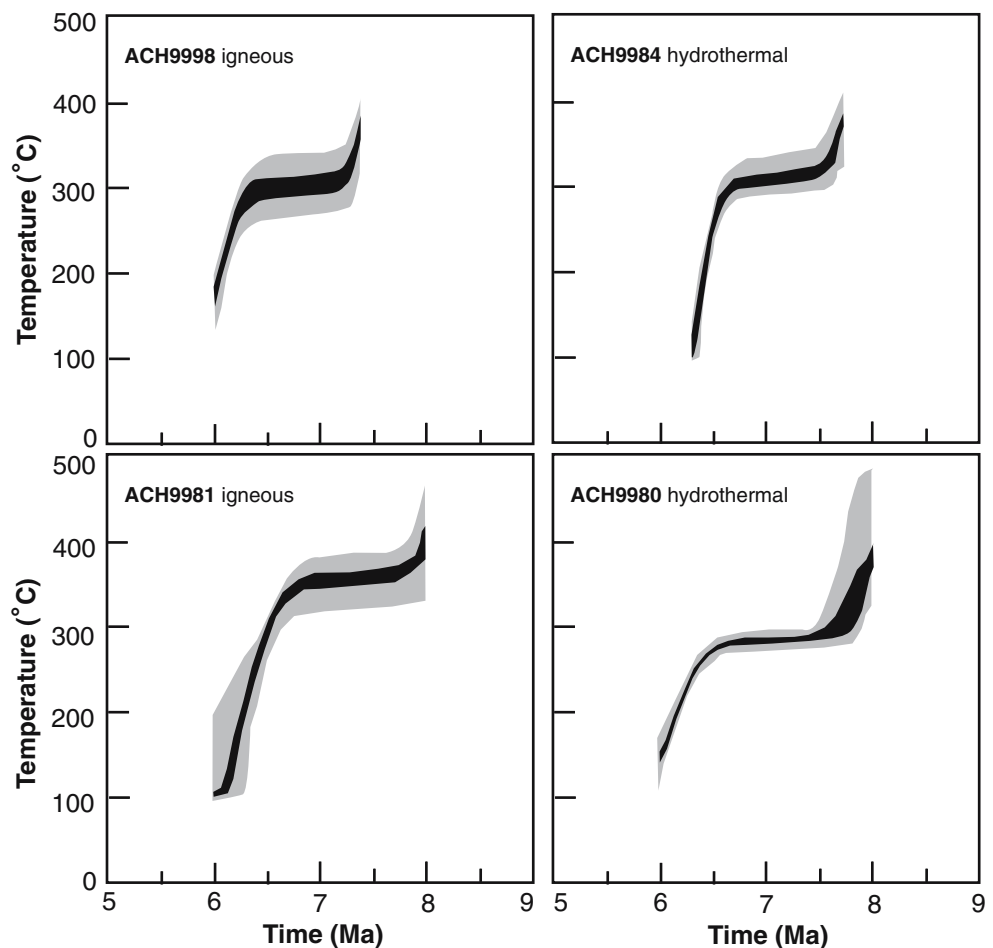 500
400
300
200
100
0
Temperature (˚C)
ACH9998 igneous
ACH9984 hydrothermal
500
400
300
200
100
0
Temperature (˚C)
ACH9981 igneous
ACH9980 hydrothermal
5 6 7 8 9
Time (Ma)
5 6 7 8 9
Time (Ma)